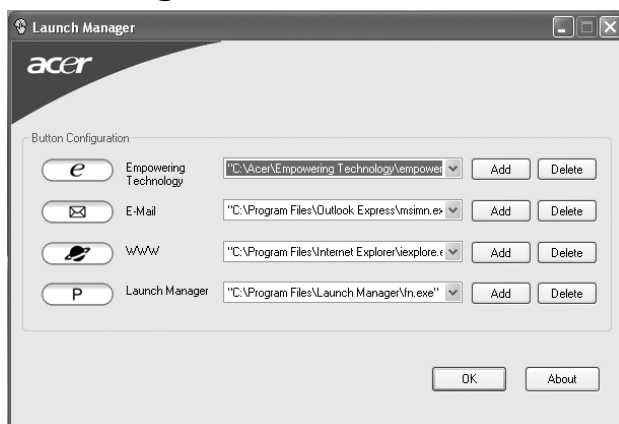 Launch Manager
acer
Button Configuration
e Empowering Technology "C:\Acer\Empowering Technology\empower Add Delete
E-Mail "C:\Program Files\Outlook Express\msimn.ex Add Delete
WWW "C:\Program Files\Internet Explorer\iexplore.e Add Delete
P Launch Manager "C:\Program Files\Launch Manager\fn.exe" Add Delete
OK About